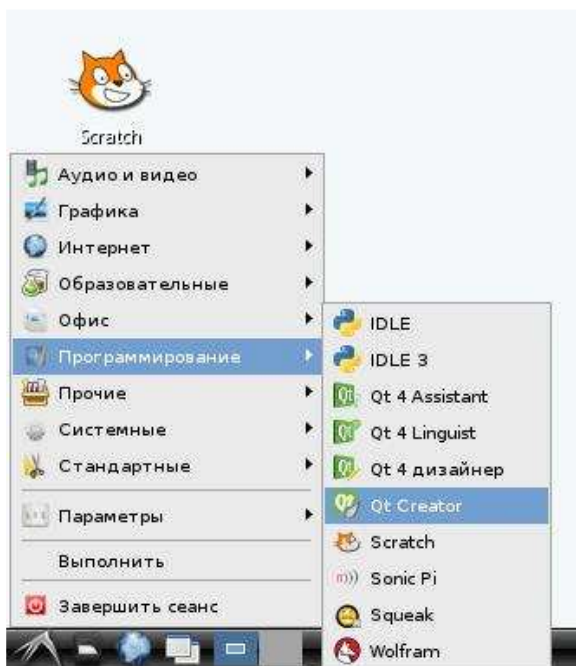 Scratch
Аудио и видео
Графика
Интернет
Образовательные
Офис
Программирование
Прочие
Системные
Стандартные
Параметры
Выполнить
Завершить сеанс
IDLE
IDLE 3
Qt 4 Assistant
Qt 4 Linguist
Qt 4 дизайнер
Qt Creator
Scratch
Sonic Pi
Squeak
Wolfram